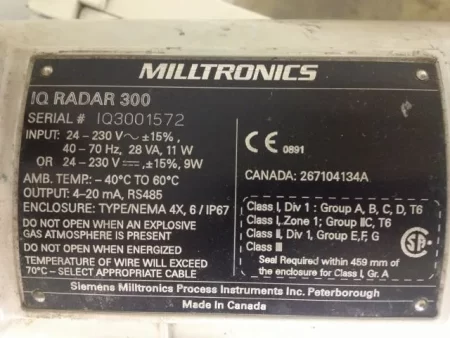 MILLTRONICS
IQ RADAR 300
SERIAL # IQ3001572
INPUT: 24 – 230 V ~ ±15%,
40 – 70 Hz, 28 VA, 11 W
OR 24 – 230 V ⎓, ±15%, 9W
AMB. TEMP: – 40°C TO 60°C
OUTPUT: 4–20 mA, RS485
ENCLOSURE: TYPE/NEMA 4X, 6 / IP67
DO NOT OPEN WHEN AN EXPLOSIVE
GAS ATMOSPHERE IS PRESENT
DO NOT OPEN WHEN ENERGIZED
TEMPERATURE OF WIRE WILL EXCEED
70°C – SELECT APPROPRIATE CABLE
CE 0891
CANADA: 267104134A
Class I, Div 1 : Group A, B, C, D, T6
Class I, Zone 1; Group IIC, T6
Class II, Div 1, Group E,F, G
Class III
SA
Seal Required within 459 mm of
the enclosure for Class I, Gr. A
Siemens Milltronics Process Instruments Inc. Peterborough
Made In Canada